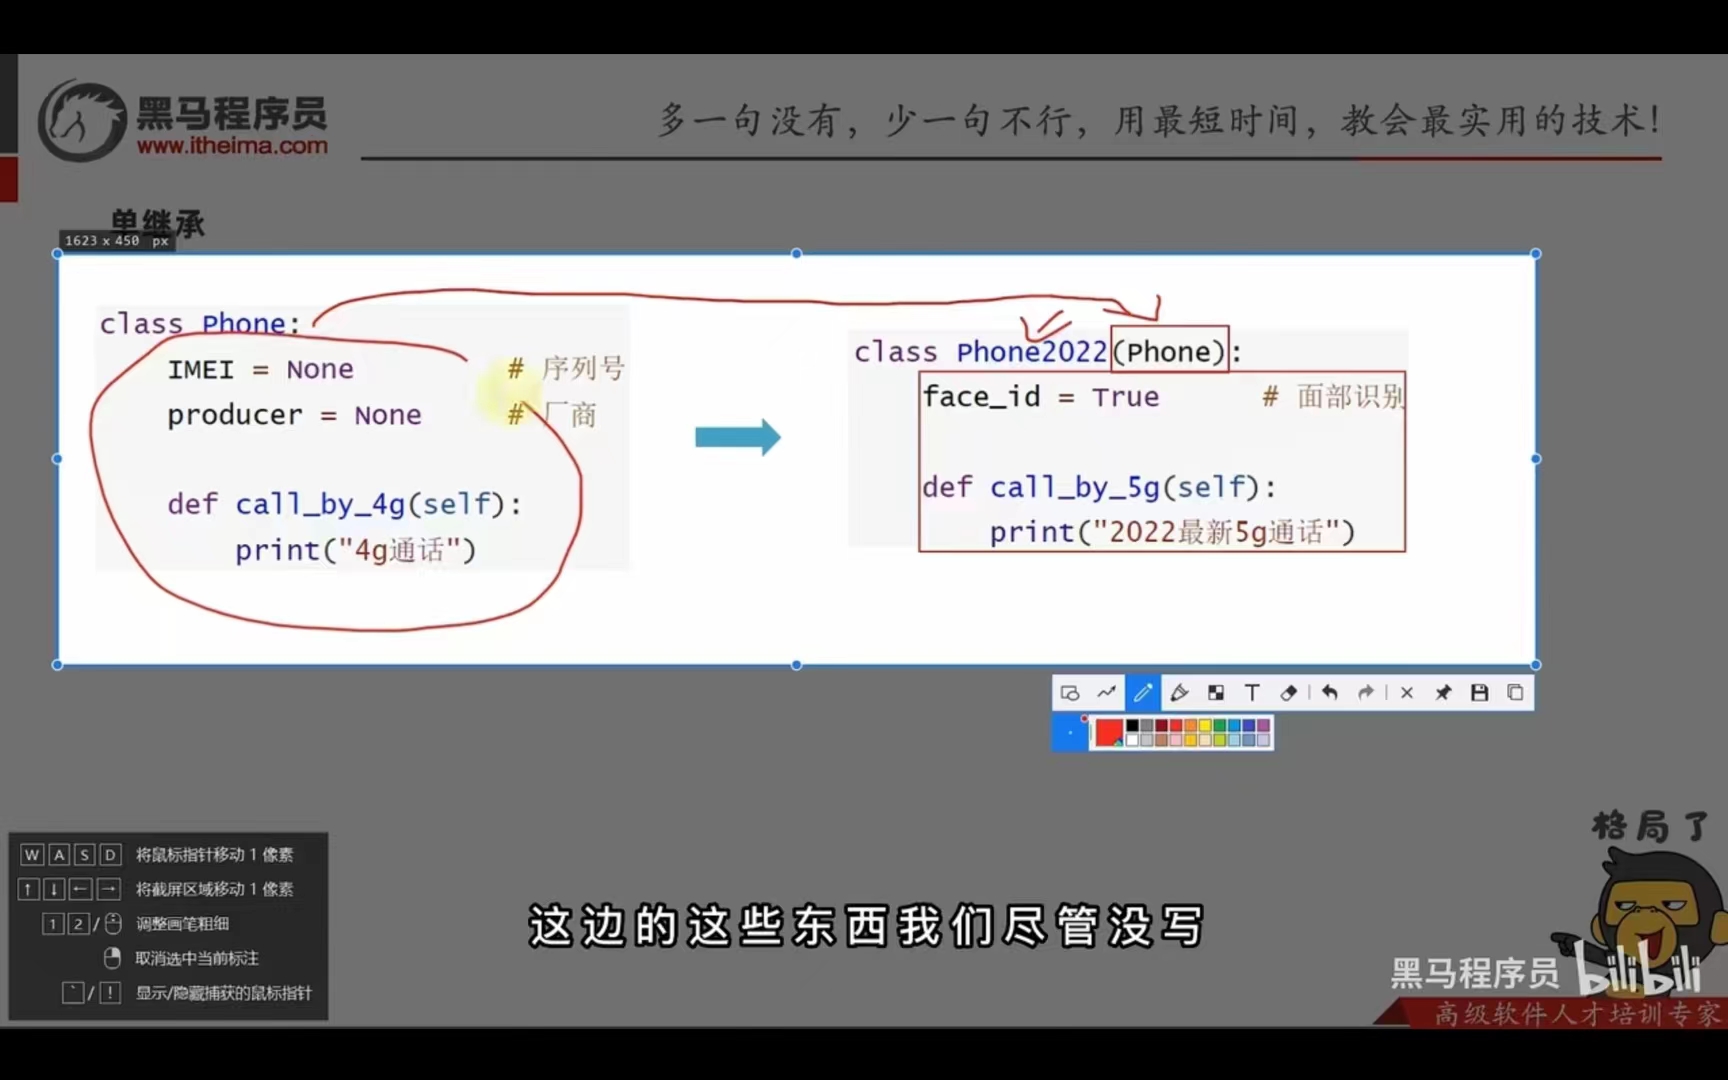 黑马程序员
www.itheima.com
多一句没有，少一句不行，用最短时间，教会最实用的技术！
单继承
1623 x 450 px
class Phone:
IMEI = None # 序列号
producer = None # 厂商
def call_by_4g(self):
print("4g通话")
class Phone2022(Phone):
face_id = True # 面部识别
def call_by_5g(self):
print("2022最新5g通话")
W A S D 将鼠标指针移动 1 像素
↑ ↓ ← → 将截屏区域移动 1 像素
1 2 / 调整画笔粗细
取消选中当前标注
` / ! 显示/隐藏捕获的鼠标指针
这边的这些东西我们尽管没写
格局了
黑马程序员 bilibili
高级软件人才培训专家